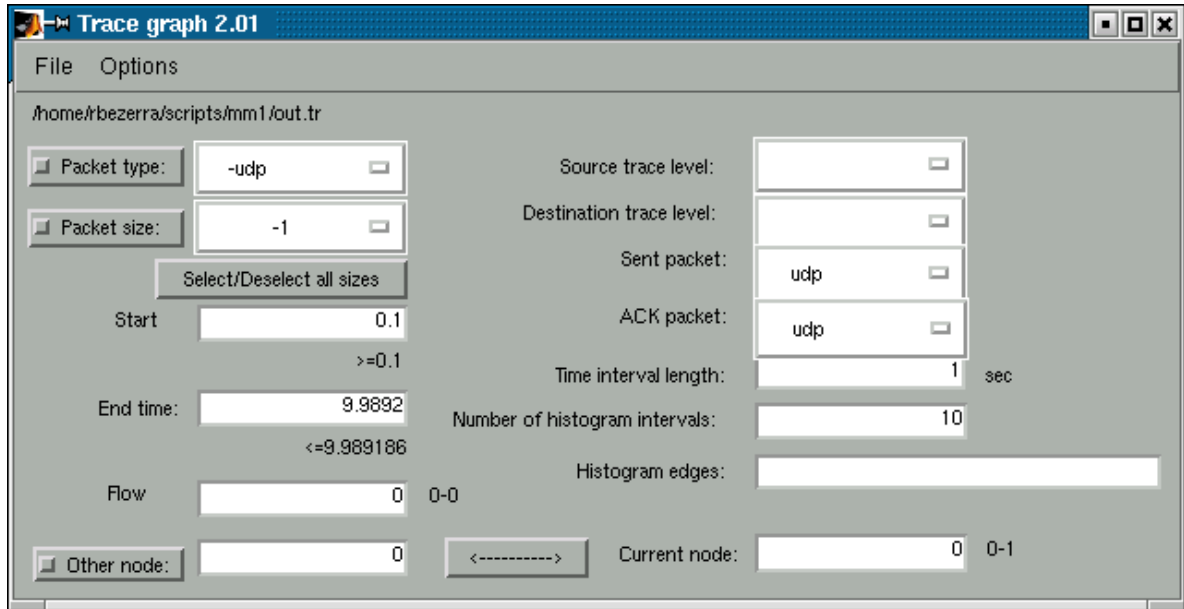 Trace graph 2.01
File Options
/home/rbezerra/scripts/mm1/out.tr
Packet type: -udp
Source trace level:
Packet size: -1
Destination trace level:
Select/Deselect all sizes
Sent packet: udp
Start 0.1
ACK packet: udp
>=0.1
Time interval length: 1 sec
End time: 9.9892
Number of histogram intervals: 10
<=9.989186
Histogram edges:
Flow 0 0-0
Other node: 0 <----------> Current node: 0 0-1